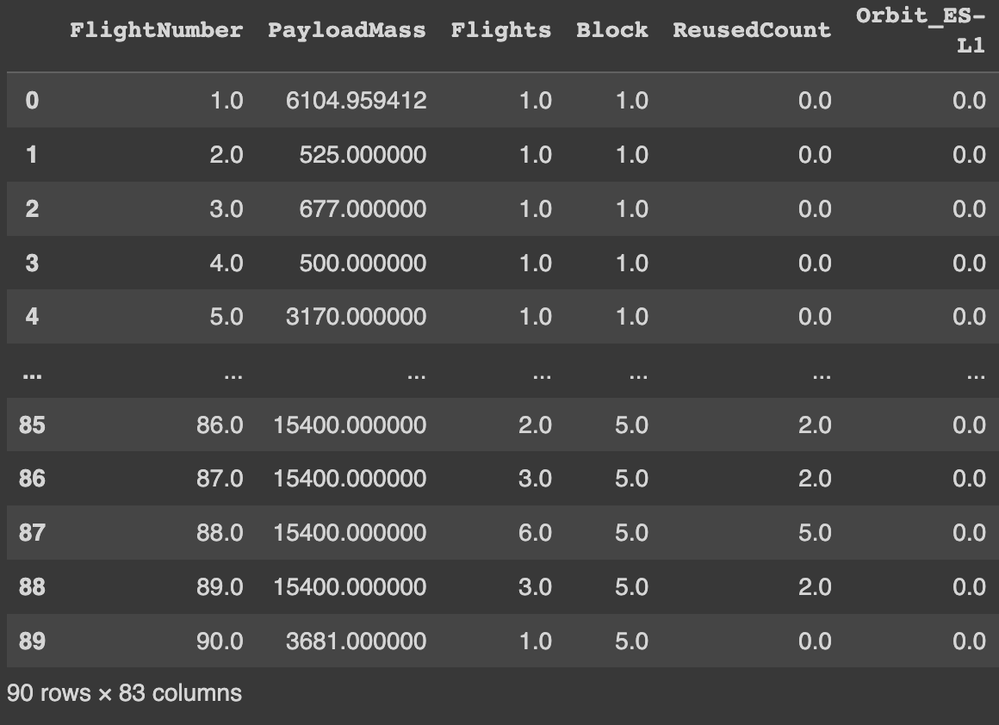 FlightNumber PayloadMass Flights Block ReusedCount Orbit_ES-
L1
0 1.0 6104.959412 1.0 1.0 0.0 0.0
1 2.0 525.000000 1.0 1.0 0.0 0.0
2 3.0 677.000000 1.0 1.0 0.0 0.0
3 4.0 500.000000 1.0 1.0 0.0 0.0
4 5.0 3170.000000 1.0 1.0 0.0 0.0
... ... ... ... ... ... ...
85 86.0 15400.000000 2.0 5.0 2.0 0.0
86 87.0 15400.000000 3.0 5.0 2.0 0.0
87 88.0 15400.000000 6.0 5.0 5.0 0.0
88 89.0 15400.000000 3.0 5.0 2.0 0.0
89 90.0 3681.000000 1.0 5.0 0.0 0.0
90 rows × 83 columns